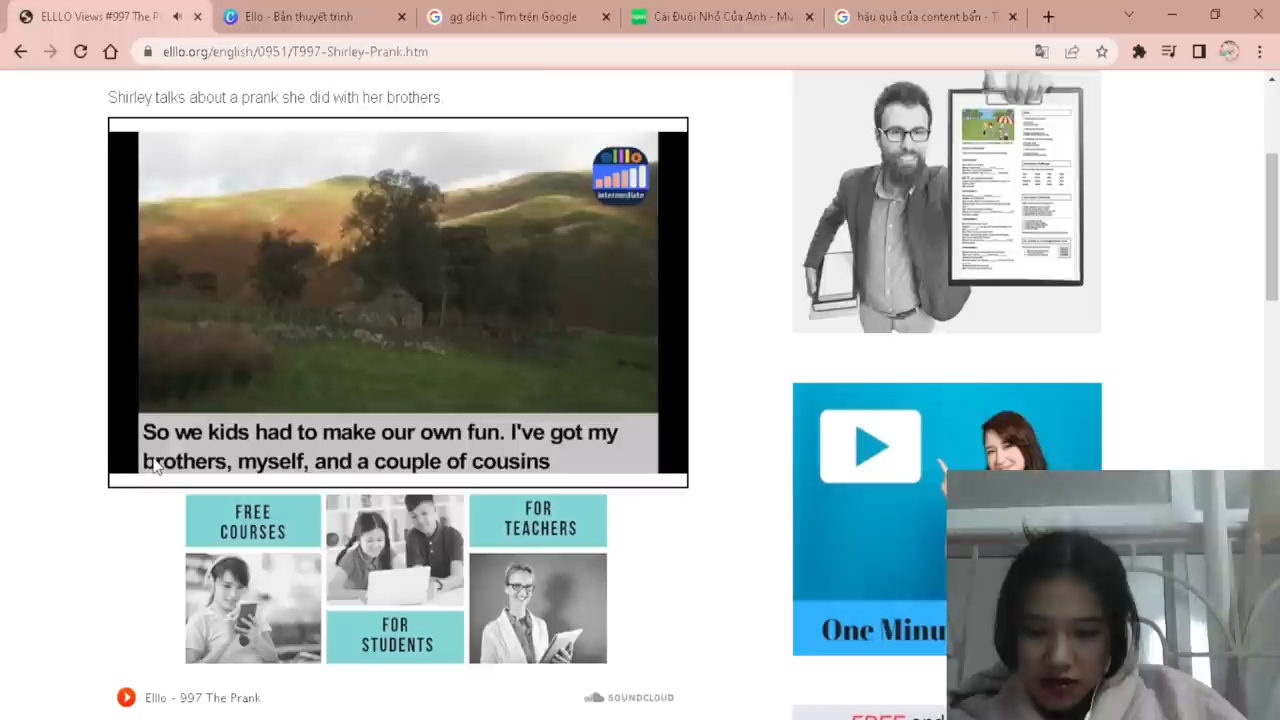 ELLLO Views #997 The P
Ello - Bản thuyết trình
gg dịch - Tìm trên Google
Cái Đuôi Nhỏ Của Anh - Mù
hậu quả của content bẩn - T
elllo.org/english/0951/T997-Shirley-Prank.htm
Shirley talks about a prank she did with her brothers.
elllo
intermediate
So we kids had to make our own fun. I've got my
brothers, myself, and a couple of cousins
FREE
COURSES
FOR
STUDENTS
FOR
TEACHERS
One Minu
FREE and
Elllo - 997 The Prank
SOUNDCLOUD